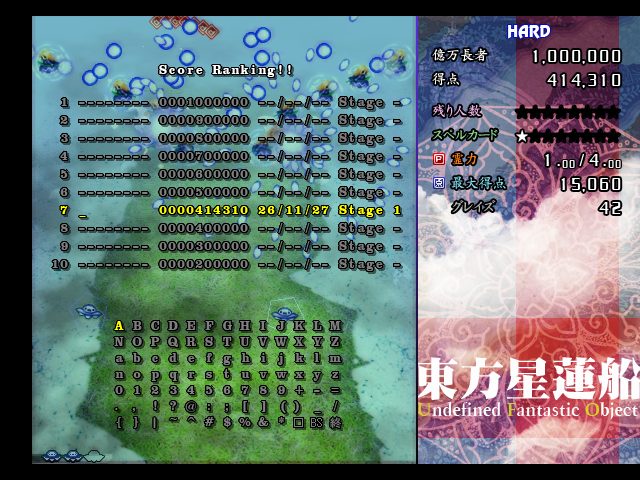 HARD
億万長者 1,000,000
得点 414,310
残り人数
スペルカード
P 霊力 1.00/4.00
点 最大得点 15,060
グレイズ 42
Score Ranking!!
1 -------- 0001000000 --/--/-- Stage -
2 -------- 0000900000 --/--/-- Stage -
3 -------- 0000800000 --/--/-- Stage -
4 -------- 0000700000 --/--/-- Stage -
5 -------- 0000600000 --/--/-- Stage -
6 -------- 0000500000 --/--/-- Stage -
7 _ 0000414310 26/11/27 Stage 1
8 -------- 0000400000 --/--/-- Stage -
9 -------- 0000300000 --/--/-- Stage -
10 -------- 0000200000 --/--/-- Stage -
A B C D E F G H I J K L M
N O P Q R S T U V W X Y Z
a b c d e f g h i j k l m
n o p q r s t u v w x y z
0 1 2 3 4 5 6 7 8 9 + - =
. , ! ? @ : ; [ ] ( ) _ /
{ } | ~ ^ # $ % & * □ BS 終
東方星蓮船
Undefined Fantastic Object